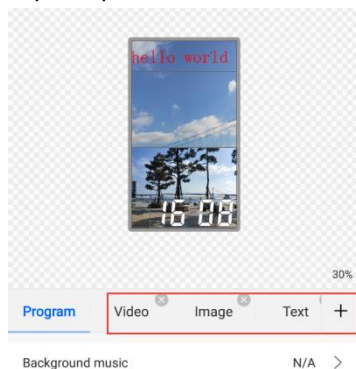 hello world
16 08
30%
Program Video Image Text +
Background music N/A >